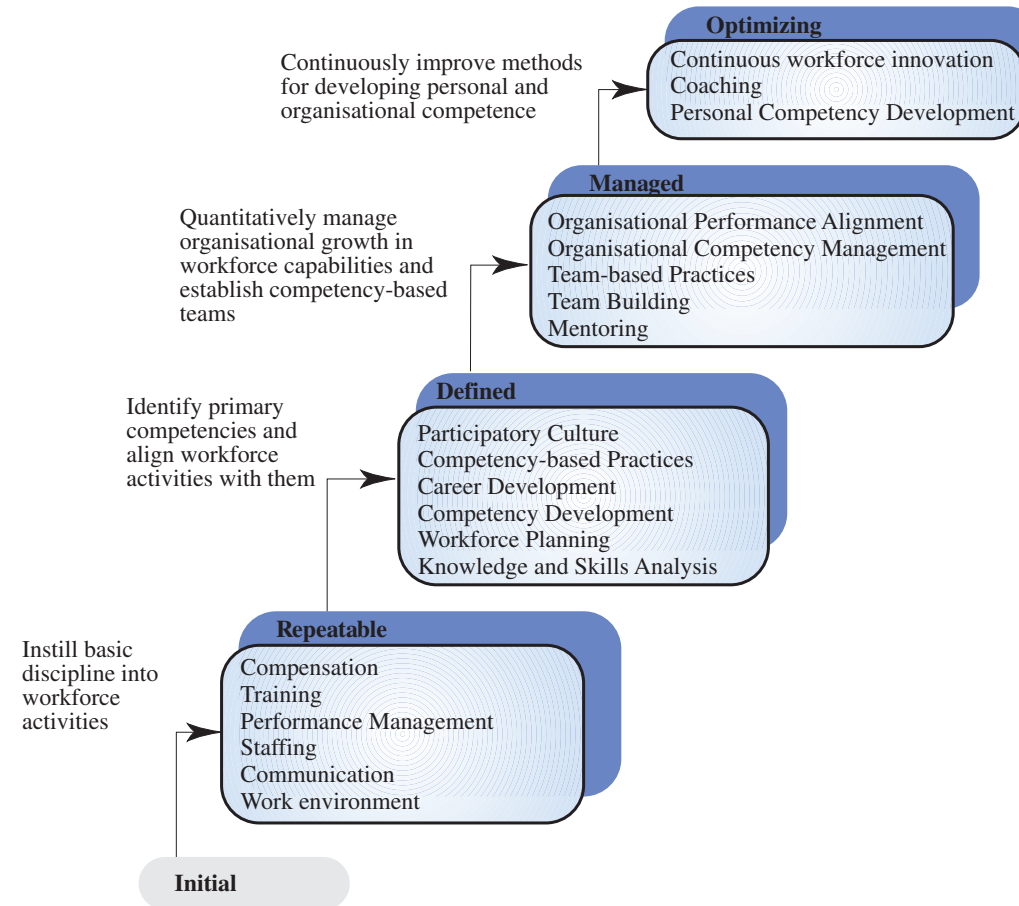 Optimizing
Continuously improve methods
for developing personal and
organisational competence
Continuous workforce innovation
Coaching
Personal Competency Development
Managed
Quantitatively manage
organisational growth in
workforce capabilities and
establish competency-based
teams
Organisational Performance Alignment
Organisational Competency Management
Team-based Practices
Team Building
Mentoring
Defined
Identify primary
competencies and
align workforce
activities with them
Participatory Culture
Competency-based Practices
Career Development
Competency Development
Workforce Planning
Knowledge and Skills Analysis
Repeatable
Instill basic
discipline into
workforce
activities
Compensation
Training
Performance Management
Staffing
Communication
Work environment
Initial